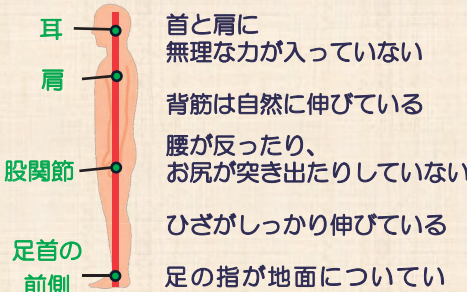 耳
肩
股関節
足首の
前側
首と肩に
無理な力が入っていない
背筋は自然に伸びている
腰が反ったり、
お尻が突き出たりしていない
ひざがしっかり伸びている
足の指が地面についてい